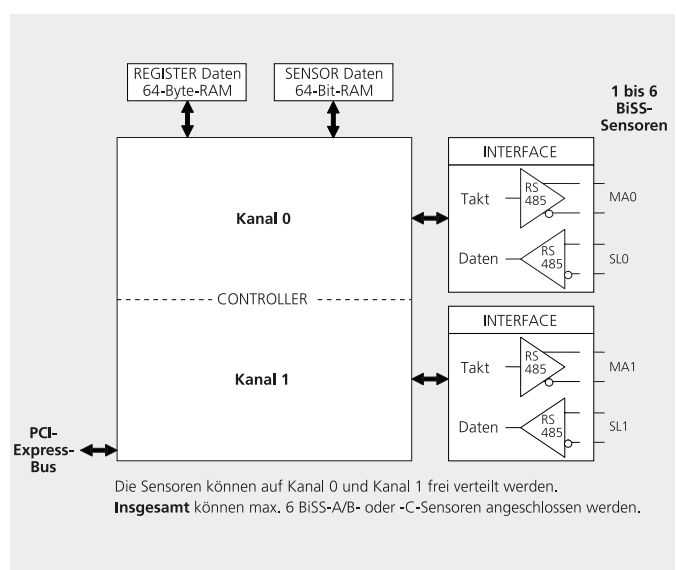 REGISTER Daten
64-Byte-RAM
SENSOR Daten
64-Bit-RAM
1 bis 6
BiSS-
Sensoren
INTERFACE
Takt
RS
485
MA0
Kanal 0
Daten
RS
485
SL0
CONTROLLER
INTERFACE
Takt
RS
485
MA1
Kanal 1
Daten
RS
485
SL1
PCI-
Express-
Bus
Die Sensoren können auf Kanal 0 und Kanal 1 frei verteilt werden.
Insgesamt können max. 6 BiSS-A/B- oder -C-Sensoren angeschlossen werden.